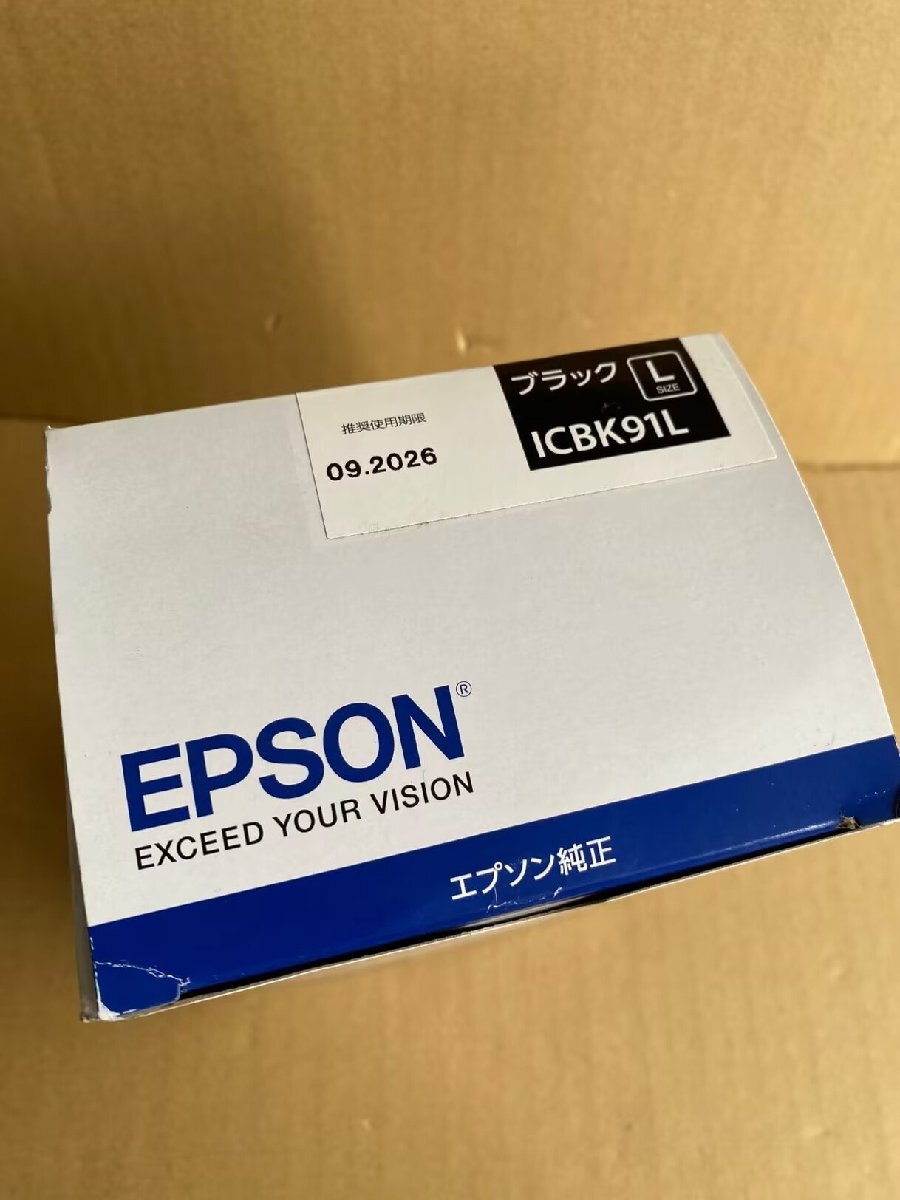 ブラック L SIZE
推奨使用期限
ICBK91L
09.2026
EPSON®
EXCEED YOUR VISION
エプソン純正